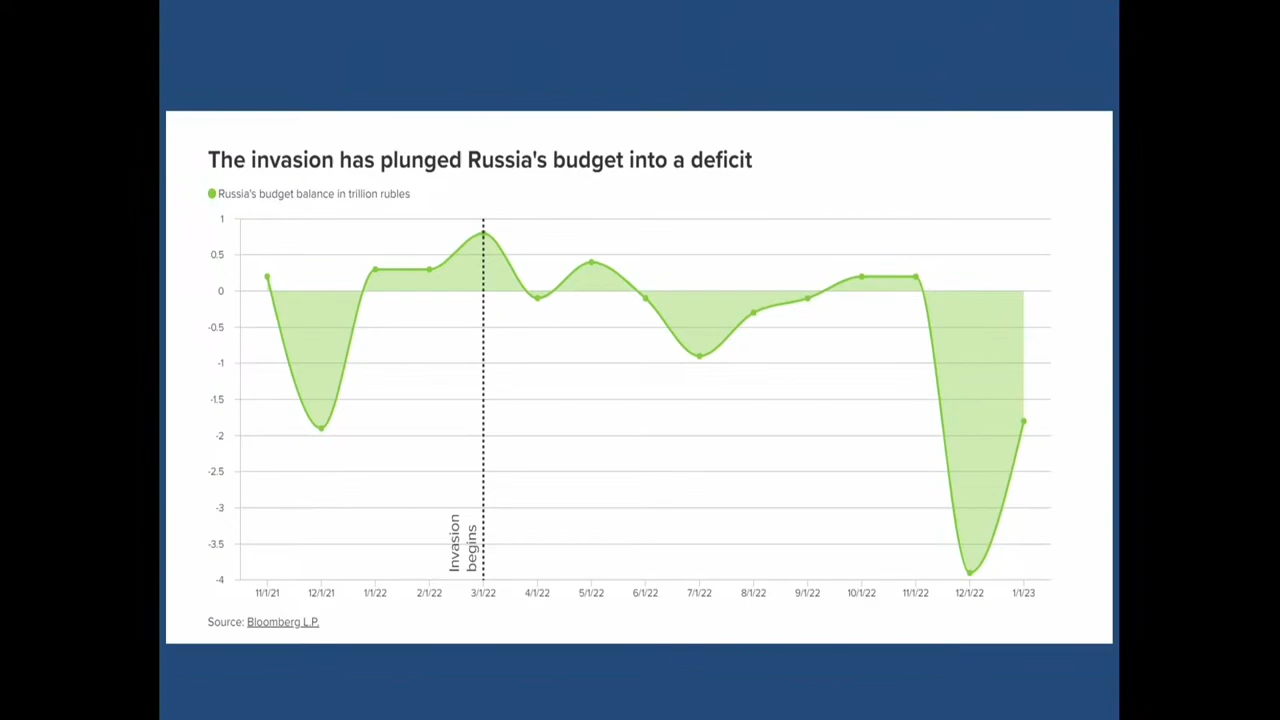 The invasion has plunged Russia's budget into a deficit
Russia's budget balance in trillion rubles
1
0.5
0
-0.5
-1
-1.5
-2
-2.5
-3
-3.5
-4
Invasion
begins
11/1/21 12/1/21 1/1/22 2/1/22 3/1/22 4/1/22 5/1/22 6/1/22 7/1/22 8/1/22 9/1/22 10/1/22 11/1/22 12/1/22 1/1/23
Source: Bloomberg L.P.